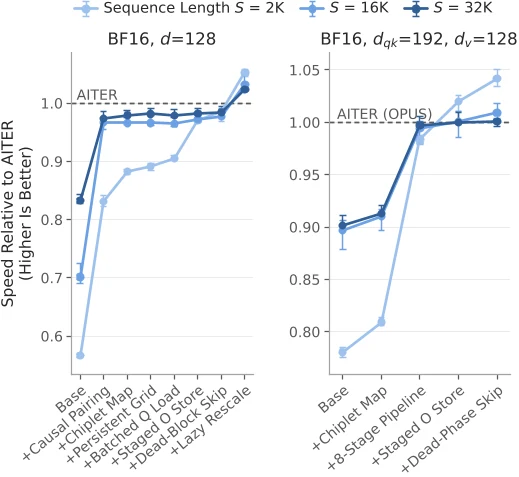 Sequence Length S = 2K S = 16K S = 32K
BF16, d=128
BF16, dqk=192, dv=128
Speed Relative to AITER
(Higher Is Better)
AITER
1.0
0.9
0.8
0.7
0.6
Base
+Causal Pairing
+Chiplet Map
+Persistent Grid
+Batched Q Load
+Staged O Store
+Dead-Block Skip
+Lazy Rescale
AITER (OPUS)
1.05
1.00
0.95
0.90
0.85
0.80
Base
+Chiplet Map
+8-Stage Pipeline
+Staged O Store
+Dead-Phase Skip